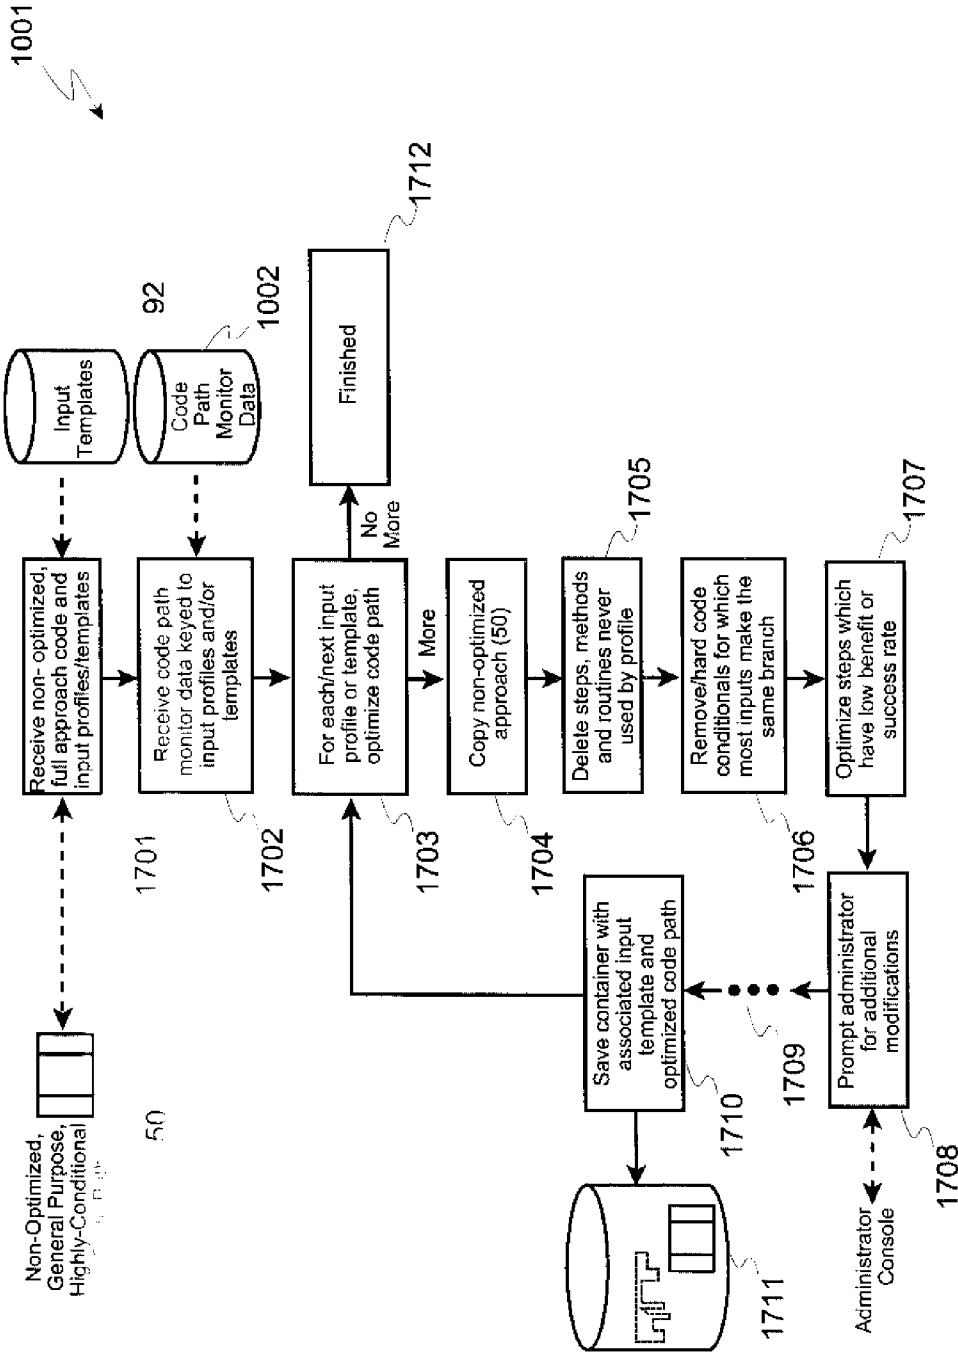 1001
Non-Optimized,
General Purpose,
Highly-Conditional
50
Receive non- optimized,
full approach code and
input profiles/templates
1701
Input
Templates
92
Receive code path
monitor data keyed to
input profiles and/or
templates
1702
Code
Path
Monitor
Data
1002
For each/next input
profile or template,
optimize code path
1703
No
More
Finished
1712
More
Copy non-optimized
approach (50)
1704
Delete steps, methods
and routines never
used by profile
1705
Remove/hard code
conditionals for which
most inputs make the
same branch
1706
Optimize steps which
have low benefit or
success rate
1707
Prompt administrator
for additional
modifications
1708
Administrator
Console
1709
Save container with
associated input
template and
optimized code path
1710
1711